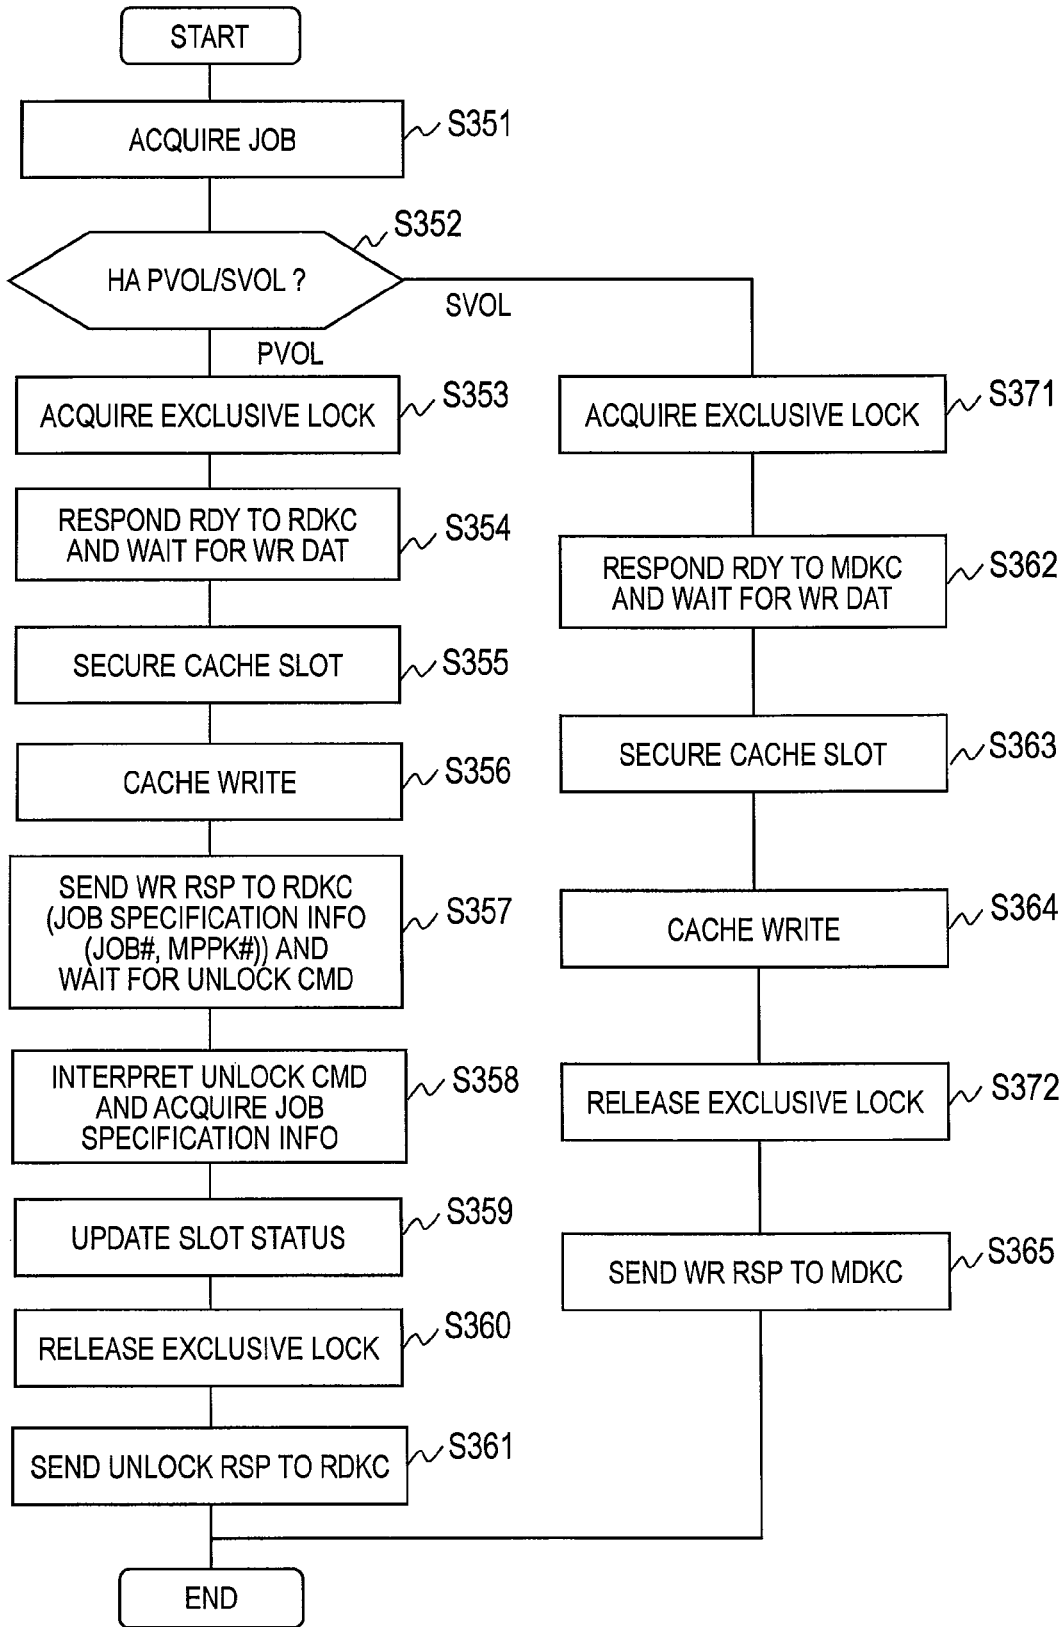 START
ACQUIRE JOB
S351
HA PVOL/SVOL ?
S352
SVOL
PVOL
ACQUIRE EXCLUSIVE LOCK
S353
RESPOND RDY TO RDKC
AND WAIT FOR WR DAT
S354
SECURE CACHE SLOT
S355
CACHE WRITE
S356
SEND WR RSP TO RDKC
(JOB SPECIFICATION INFO
(JOB#, MPPK#)) AND
WAIT FOR UNLOCK CMD
S357
INTERPRET UNLOCK CMD
AND ACQUIRE JOB
SPECIFICATION INFO
S358
UPDATE SLOT STATUS
S359
RELEASE EXCLUSIVE LOCK
S360
SEND UNLOCK RSP TO RDKC
S361
ACQUIRE EXCLUSIVE LOCK
S371
RESPOND RDY TO MDKC
AND WAIT FOR WR DAT
S362
SECURE CACHE SLOT
S363
CACHE WRITE
S364
RELEASE EXCLUSIVE LOCK
S372
SEND WR RSP TO MDKC
S365
END